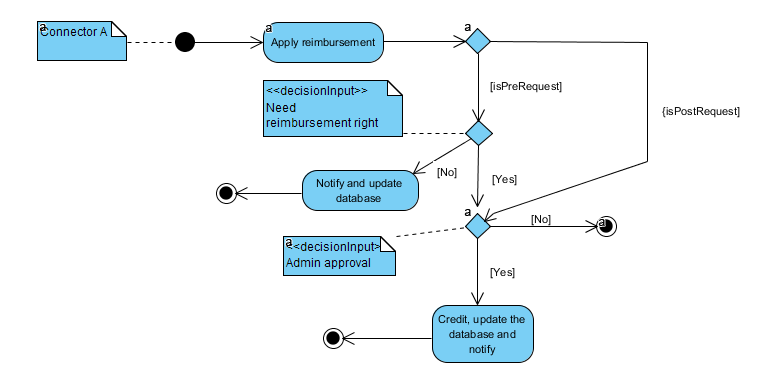 a
Connector A
a
Apply reimbursement
a
[isPreRequest]
{isPostRequest]
<<decisionInput>>
Need
reimbursement right
[No]
[Yes]
Notify and update
database
a
[No]
a
a
<<decisionInput>
Admin approval
[Yes]
Credit, update the
database and
notify